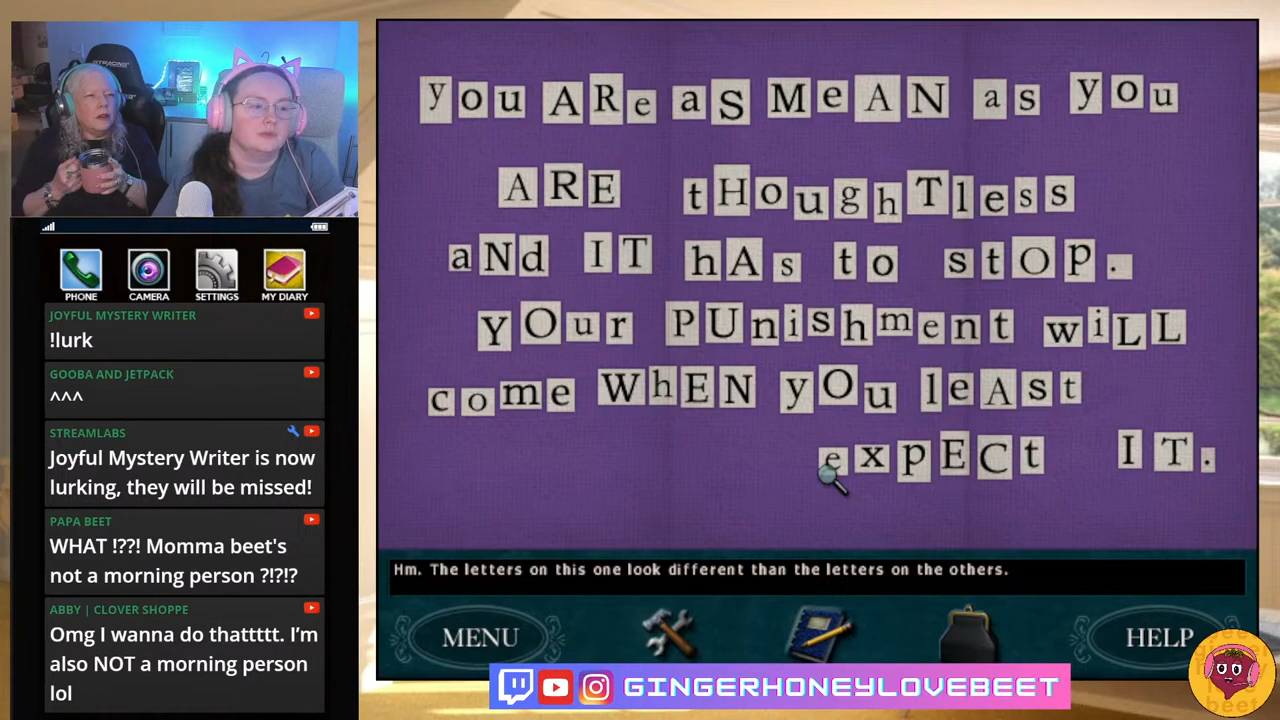 PHONE
CAMERA
SETTINGS
MY DIARY
JOYFUL MYSTERY WRITER
!lurk
GOOBA AND JETPACK
^^^
STREAMLABS
Joyful Mystery Writer is now
lurking, they will be missed!
PAPA BEET
WHAT !??! Momma beet's
not a morning person ?!?!?
ABBY | CLOVER SHOPPE
Omg I wanna do thattttt. I'm
also NOT a morning person
lol
you ARe aS MeAN as you
ARE tHoughTless
aNd IT hAs to stOp.
YOur PUnishment wiLL
come WhEN yOu leAst
expECt IT.
Hm. The letters on this one look different than the letters on the others.
MENU
HELP
GINGERHONEYLOVEBEET